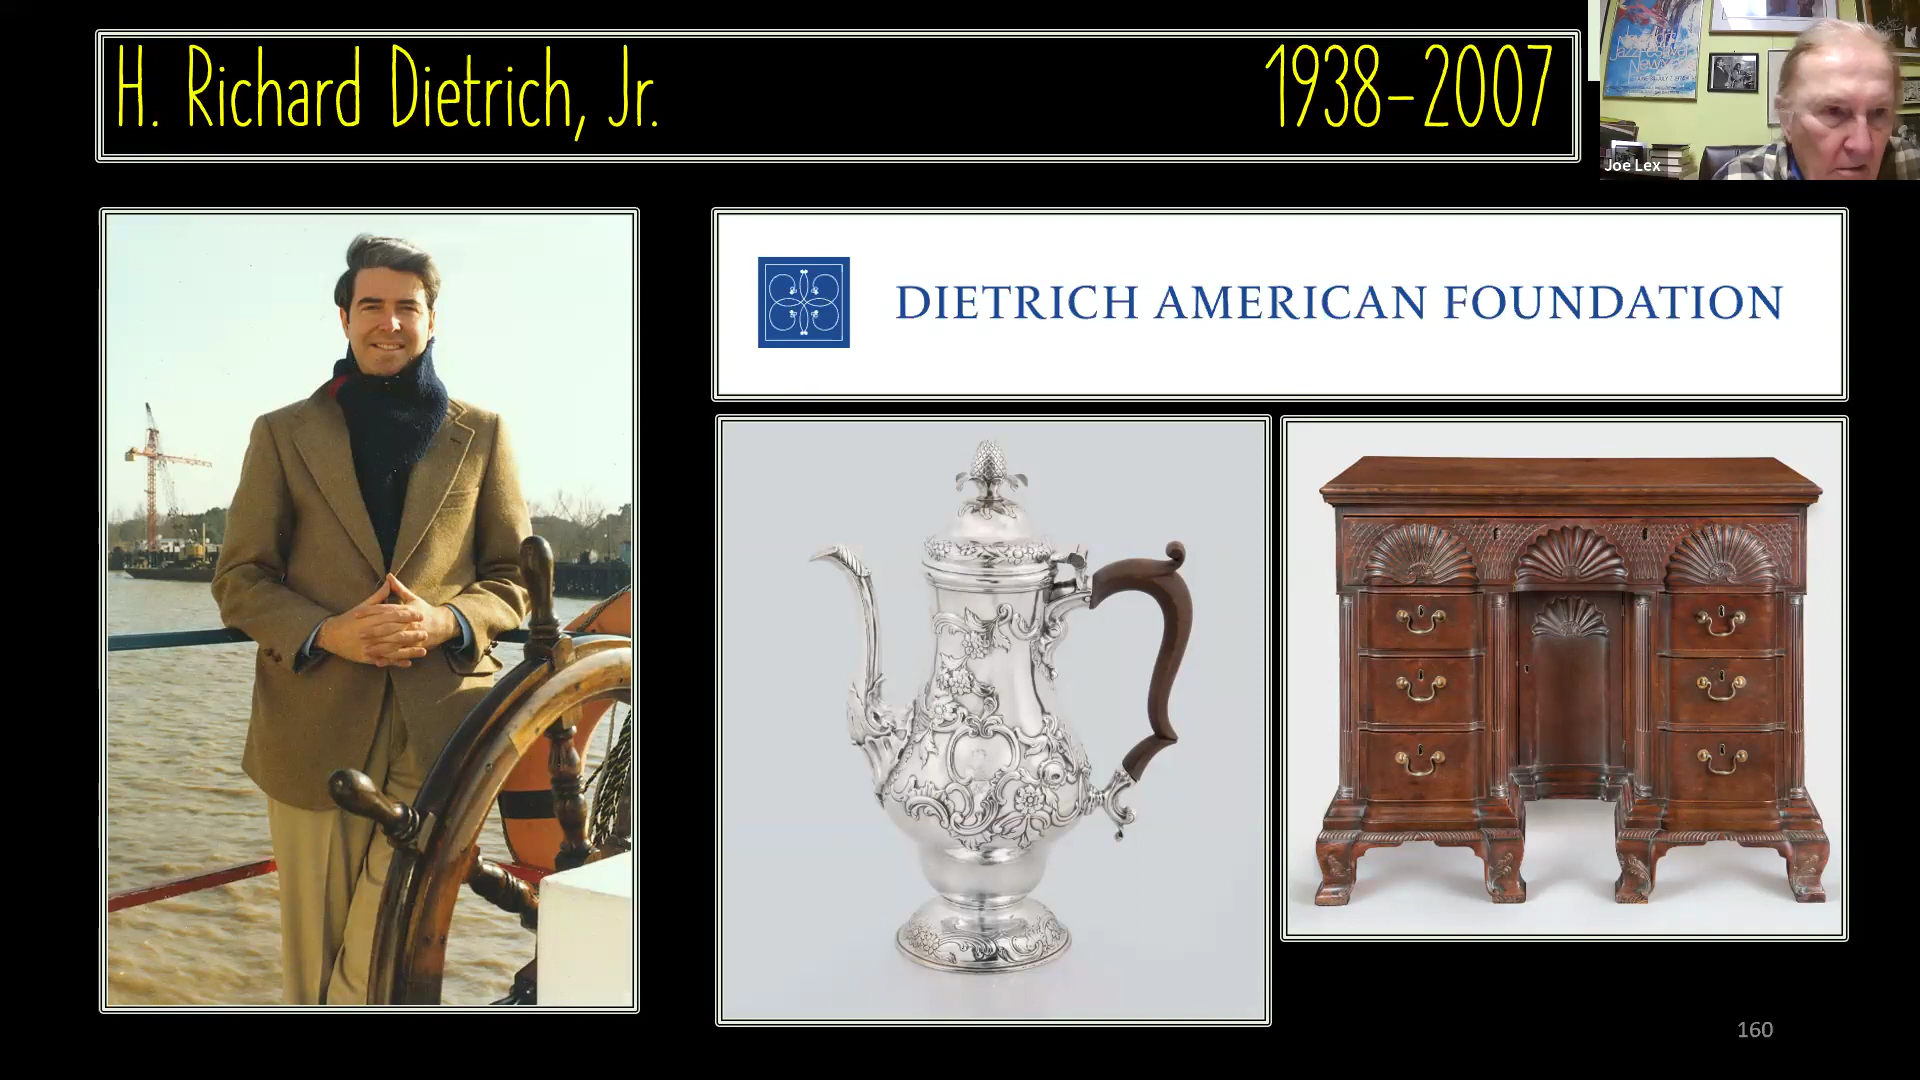 H. Richard Dietrich, Jr.
1938-2007
Joe Lex
DIETRICH AMERICAN FOUNDATION
160